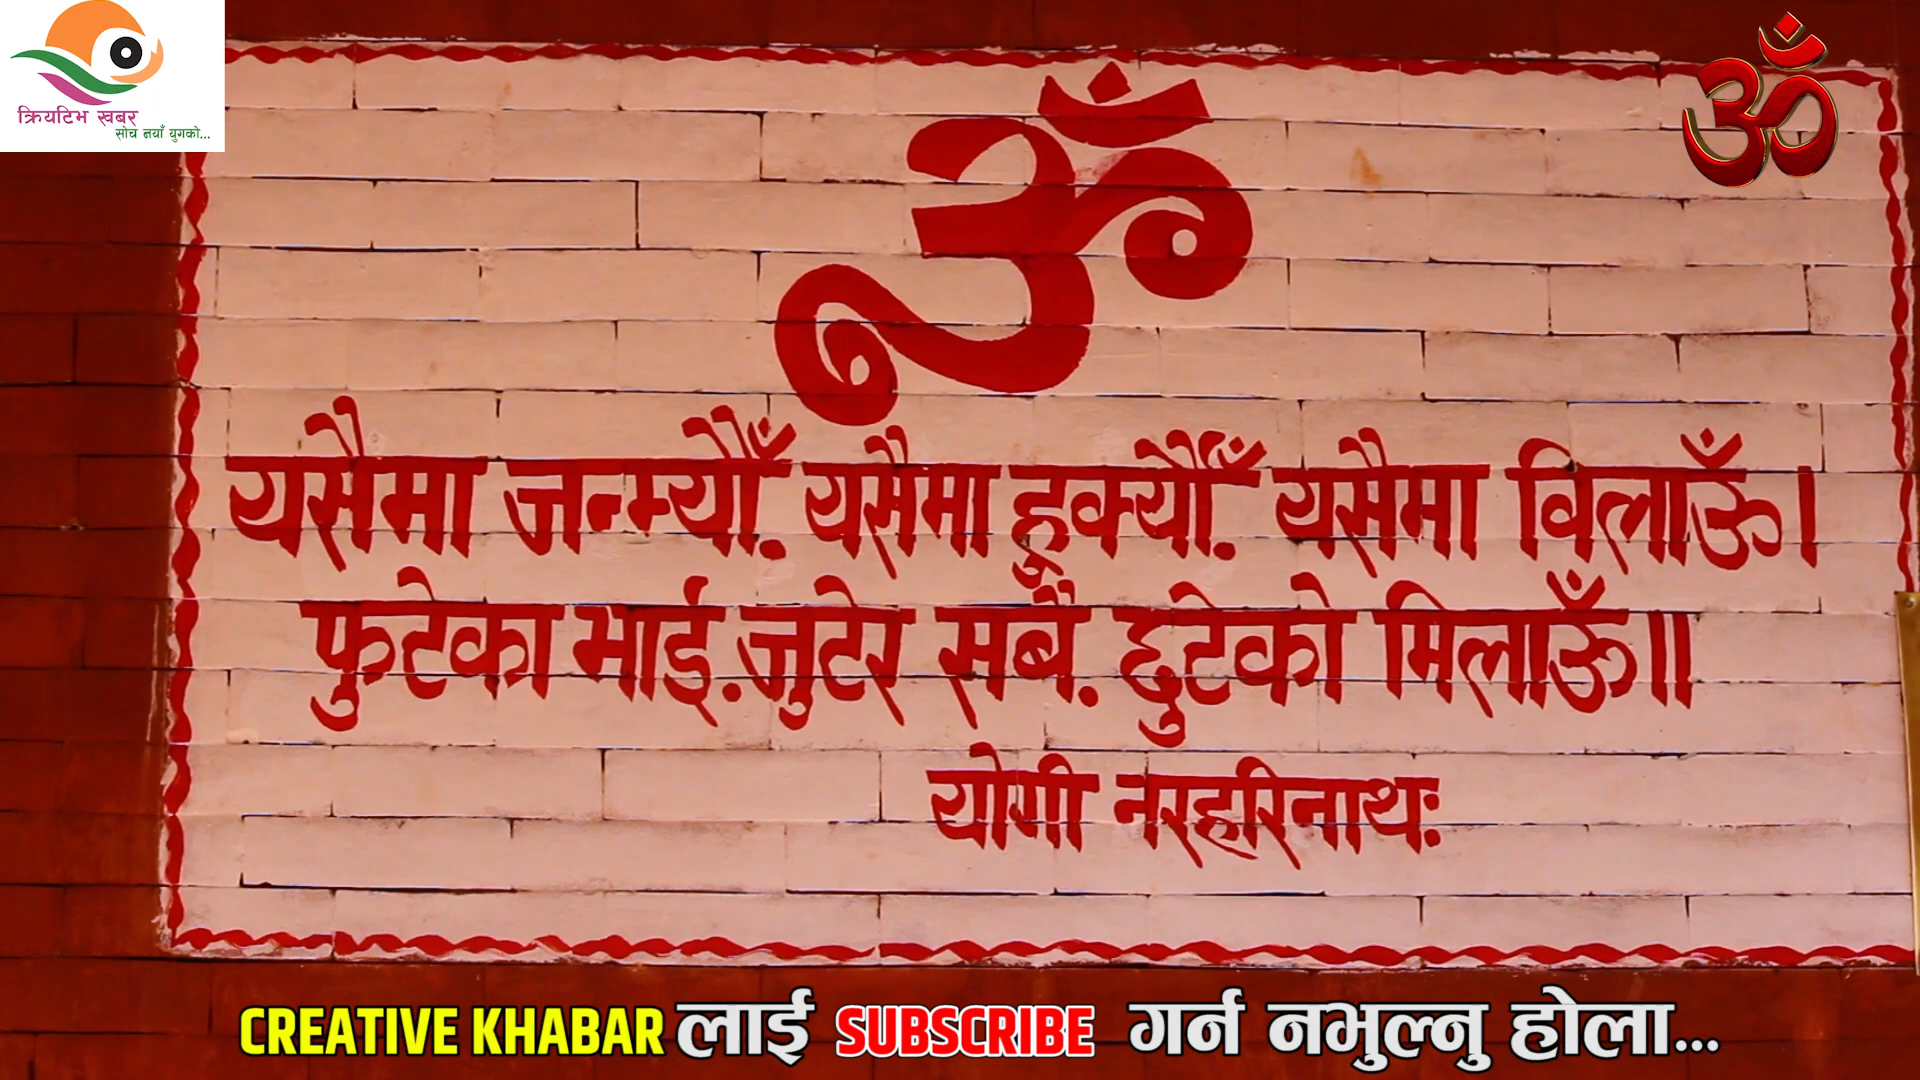 क्रियटिभ खबर
सोच नयाँ युगको...
ॐ
ॐ
यसैमा जन्म्यौँ. यसैमा हुर्क्यौँ. यसैमा विलाऊँ।
फुटेका भाई.जुटेर सबै. छुटेको मिलाऊँ॥
योगी नरहरिनाथः
CREATIVE KHABAR लाई SUBSCRIBE गर्न नभुल्नु होला...